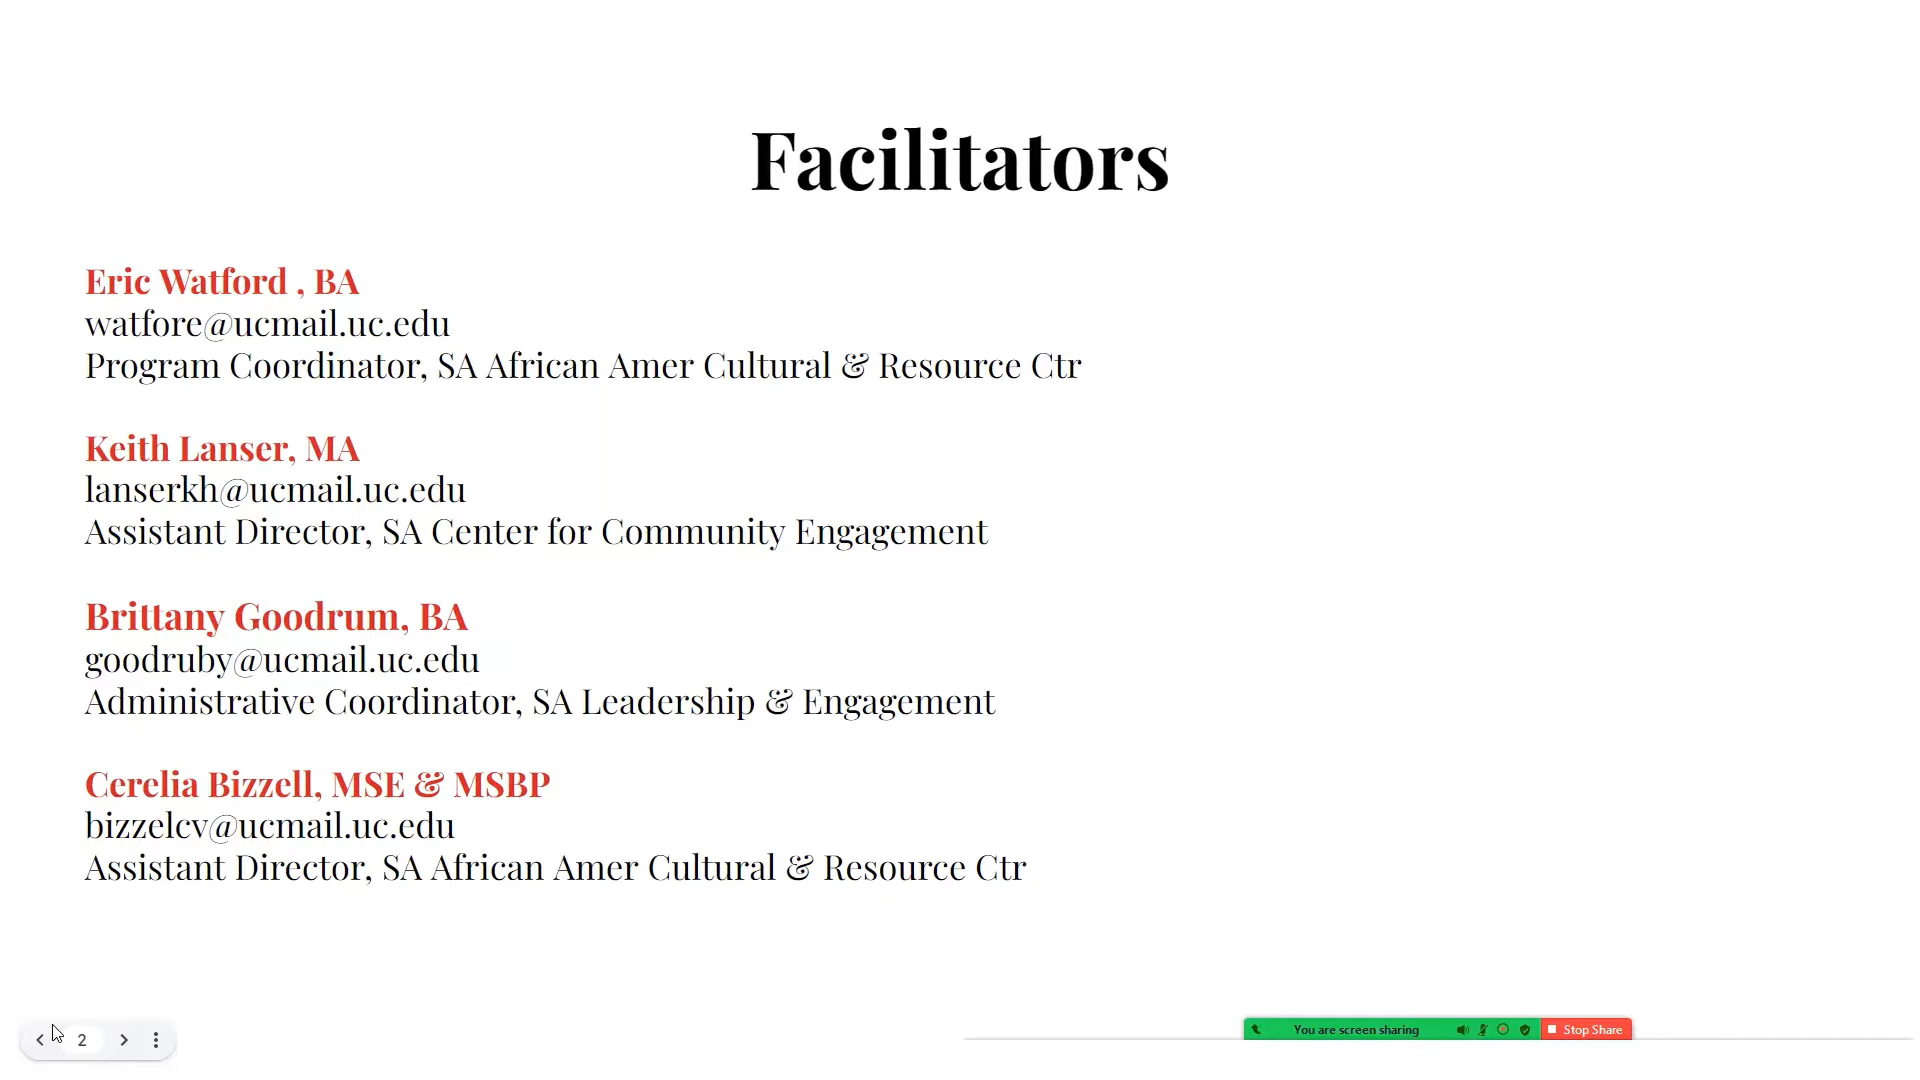 Facilitators
Eric Watford , BA
watfore@ucmail.uc.edu
Program Coordinator, SA African Amer Cultural & Resource Ctr
Keith Lanser, MA
lanserkh@ucmail.uc.edu
Assistant Director, SA Center for Community Engagement
Brittany Goodrum, BA
goodruby@ucmail.uc.edu
Administrative Coordinator, SA Leadership & Engagement
Cerelia Bizzell, MSE & MSBP
bizzelcv@ucmail.uc.edu
Assistant Director, SA African Amer Cultural & Resource Ctr
2
You are screen sharing
Stop Share